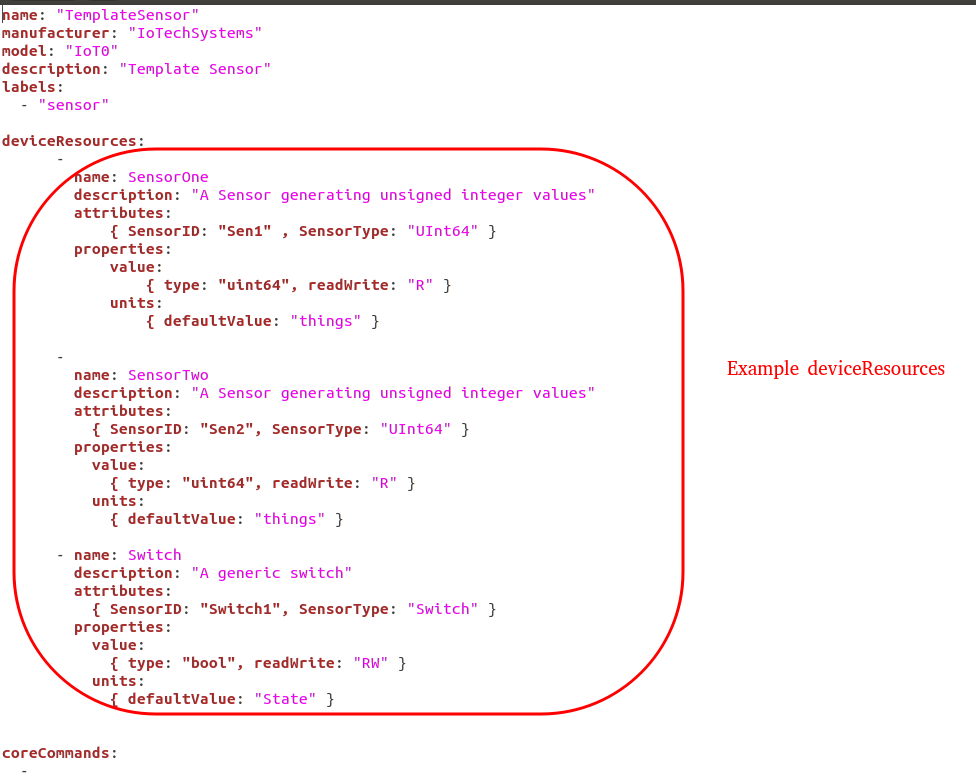 name: "TemplateSensor"
manufacturer: "IoTechSystems"
model: "IoT0"
description: "Template Sensor"
labels:
  - "sensor"

deviceResources:
      -
        name: SensorOne
        description: "A Sensor generating unsigned integer values"
        attributes:
            { SensorID: "Sen1" , SensorType: "UInt64" }
        properties:
            value:
                { type: "uint64", readWrite: "R" }
            units:
                { defaultValue: "things" }

      -
        name: SensorTwo
        description: "A Sensor generating unsigned integer values"
        attributes:
          { SensorID: "Sen2", SensorType: "UInt64" }
        properties:
          value:
            { type: "uint64", readWrite: "R" }
          units:
            { defaultValue: "things" }

      - name: Switch
        description: "A generic switch"
        attributes:
          { SensorID: "Switch1", SensorType: "Switch" }
        properties:
          value:
            { type: "bool", readWrite: "RW" }
          units:
            { defaultValue: "State" }

coreCommands:
  -
Example deviceResources